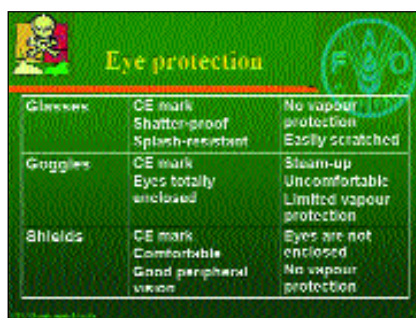 FAO
Eye protection
Glasses
CE mark
Shatter-proof
Splash-resistant
No vapour
protection
Easily scratched
Goggles
CE mark
Eyes totally
enclosed
Steam-up
Uncomfortable
Limited vapour
protection
Shields
CE mark
Comfortable
Good peripheral
vision
Eyes are not
enclosed
No vapour
protection